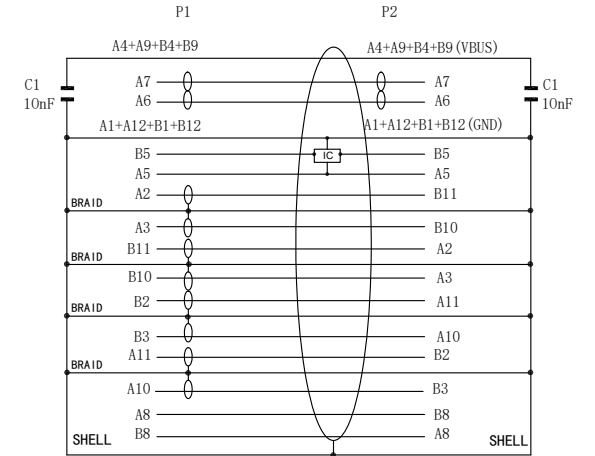 P1 P2
A4+A9+B4+B9 A4+A9+B4+B9(VBUS)
C1 A7 A7 C1
10nF A6 A6 10nF
A1+A12+B1+B12 A1+A12+B1+B12(GND)
B5 IC B5
A5 A5
A2 B11
BRAID
A3 B10
B11 A2
BRAID
B10 A3
B2 A11
BRAID
B3 A10
A11 B2
BRAID
A10 B3
A8 B8
B8 A8
SHELL SHELL